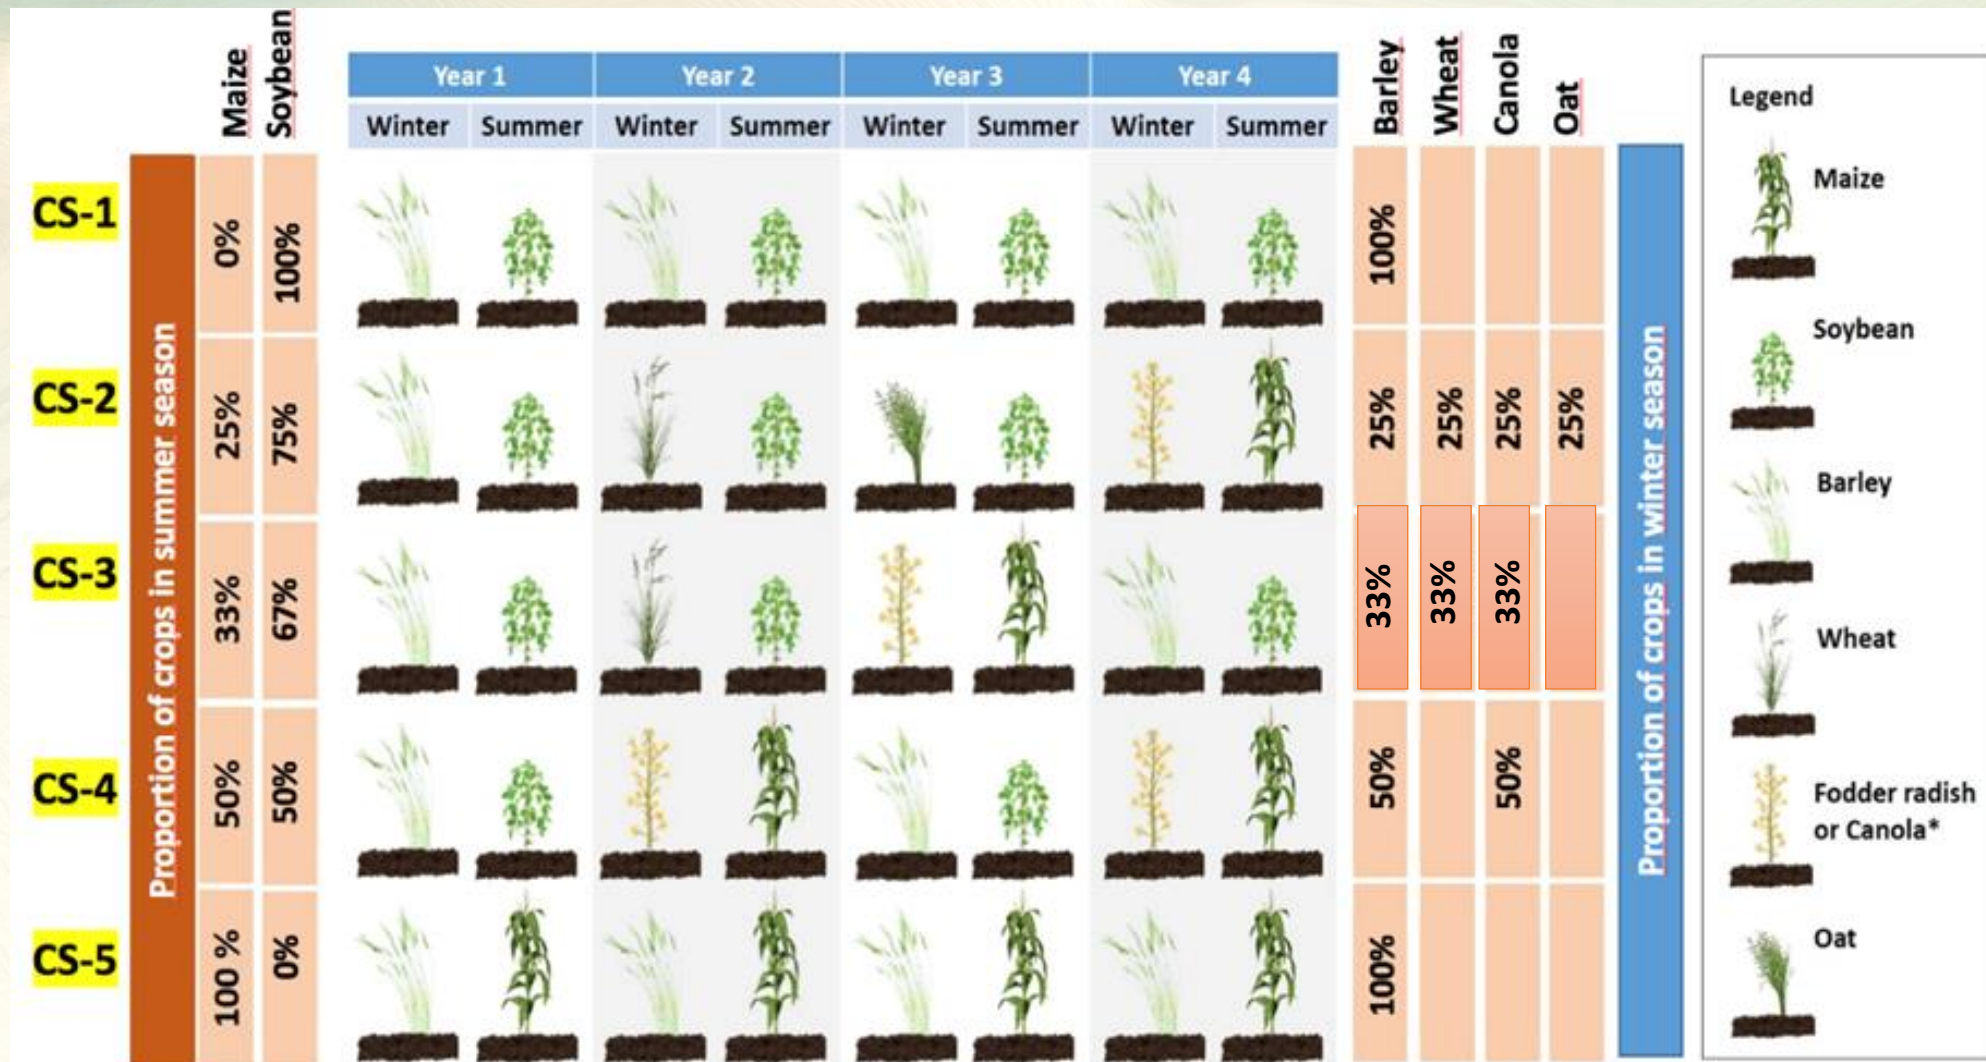 Maize
Soybean
Year 1
Year 2
Year 3
Year 4
Winter
Summer
Winter
Summer
Winter
Summer
Winter
Summer
Barley
Wheat
Canola
Oat
Proportion of crops in summer season
CS-1
0%
100%
100%
CS-2
25%
75%
25%
25%
25%
25%
CS-3
33%
67%
33%
33%
33%
CS-4
50%
50%
50%
50%
CS-5
100 %
0%
100%
Proportion of crops in winter season
Legend
Maize
Soybean
Barley
Wheat
Fodder radish
or Canola*
Oat